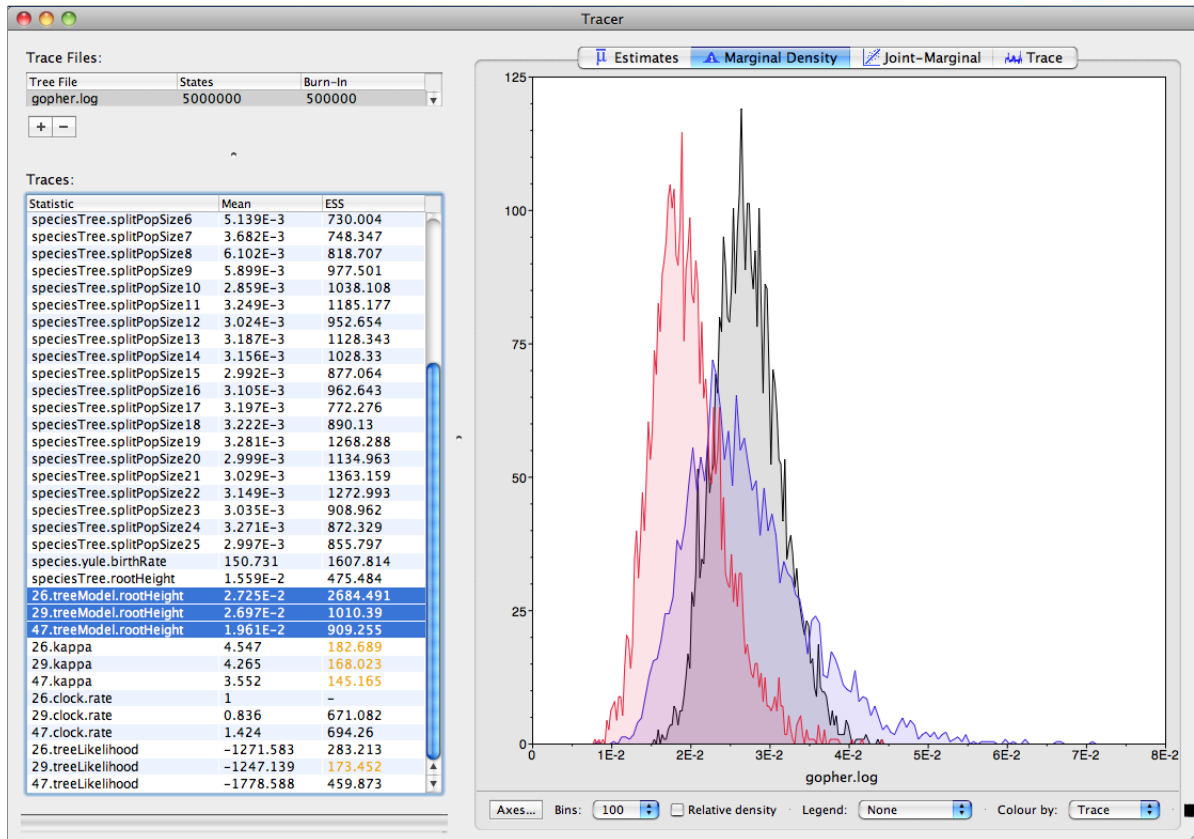 Tracer
Trace Files:
Tree File States Burn-In
gopher.log 5000000 500000
+ −
Traces:
Statistic Mean ESS
speciesTree.splitPopSize6 5.139E-3 730.004
speciesTree.splitPopSize7 3.682E-3 748.347
speciesTree.splitPopSize8 6.102E-3 818.707
speciesTree.splitPopSize9 5.899E-3 977.501
speciesTree.splitPopSize10 2.859E-3 1038.108
speciesTree.splitPopSize11 3.249E-3 1185.177
speciesTree.splitPopSize12 3.024E-3 952.654
speciesTree.splitPopSize13 3.187E-3 1128.343
speciesTree.splitPopSize14 3.156E-3 1028.33
speciesTree.splitPopSize15 2.992E-3 877.064
speciesTree.splitPopSize16 3.105E-3 962.643
speciesTree.splitPopSize17 3.197E-3 772.276
speciesTree.splitPopSize18 3.222E-3 890.13
speciesTree.splitPopSize19 3.281E-3 1268.288
speciesTree.splitPopSize20 2.999E-3 1134.963
speciesTree.splitPopSize21 3.029E-3 1363.159
speciesTree.splitPopSize22 3.149E-3 1272.993
speciesTree.splitPopSize23 3.035E-3 908.962
speciesTree.splitPopSize24 3.271E-3 872.329
speciesTree.splitPopSize25 2.997E-3 855.797
species.yule.birthRate 150.731 1607.814
speciesTree.rootHeight 1.559E-2 475.484
26.treeModel.rootHeight 2.725E-2 2684.491
29.treeModel.rootHeight 2.697E-2 1010.39
47.treeModel.rootHeight 1.961E-2 909.255
26.kappa 4.547 182.689
29.kappa 4.265 168.023
47.kappa 3.552 145.165
26.clock.rate 1 -
29.clock.rate 0.836 671.082
47.clock.rate 1.424 694.26
26.treeLikelihood -1271.583 283.213
29.treeLikelihood -1247.139 173.452
47.treeLikelihood -1778.588 459.873
μ Estimates Marginal Density Joint-Marginal Trace
125
100
75
50
25
0
0 1E-2 2E-2 3E-2 4E-2 5E-2 6E-2 7E-2 8E-2
gopher.log
Axes... Bins: 100 Relative density Legend: None Colour by: Trace